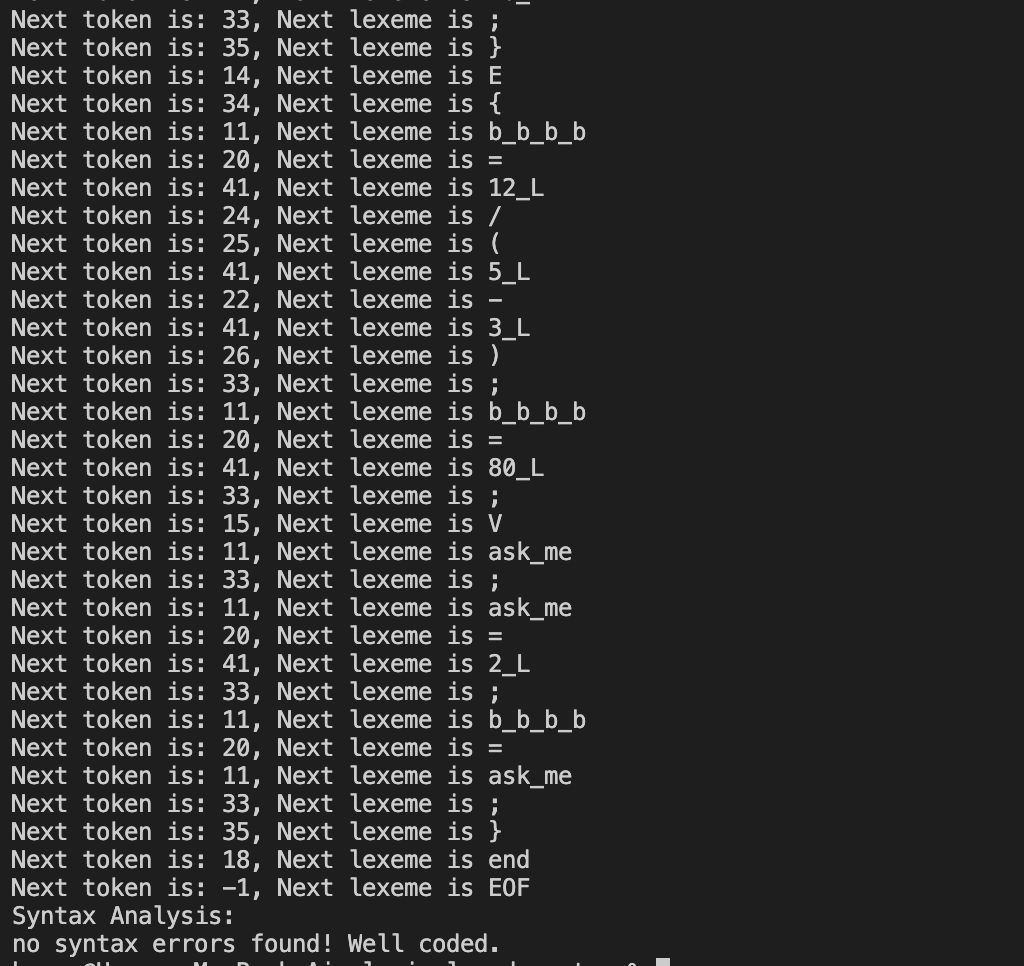 Next token is: 33, Next lexeme is ;
Next token is: 35, Next lexeme is }
Next token is: 14, Next lexeme is E
Next token is: 34, Next lexeme is {
Next token is: 11, Next lexeme is b_b_b_b
Next token is: 20, Next lexeme is =
Next token is: 41, Next lexeme is 12_L
Next token is: 24, Next lexeme is /
Next token is: 25, Next lexeme is (
Next token is: 41, Next lexeme is 5_L
Next token is: 22, Next lexeme is -
Next token is: 41, Next lexeme is 3_L
Next token is: 26, Next lexeme is )
Next token is: 33, Next lexeme is ;
Next token is: 11, Next lexeme is b_b_b_b
Next token is: 20, Next lexeme is =
Next token is: 41, Next lexeme is 80_L
Next token is: 33, Next lexeme is ;
Next token is: 15, Next lexeme is V
Next token is: 11, Next lexeme is ask_me
Next token is: 33, Next lexeme is ;
Next token is: 11, Next lexeme is ask_me
Next token is: 20, Next lexeme is =
Next token is: 41, Next lexeme is 2_L
Next token is: 33, Next lexeme is ;
Next token is: 11, Next lexeme is b_b_b_b
Next token is: 20, Next lexeme is =
Next token is: 11, Next lexeme is ask_me
Next token is: 33, Next lexeme is ;
Next token is: 35, Next lexeme is }
Next token is: 18, Next lexeme is end
Next token is: -1, Next lexeme is EOF
Syntax Analysis:
no syntax errors found! Well coded.